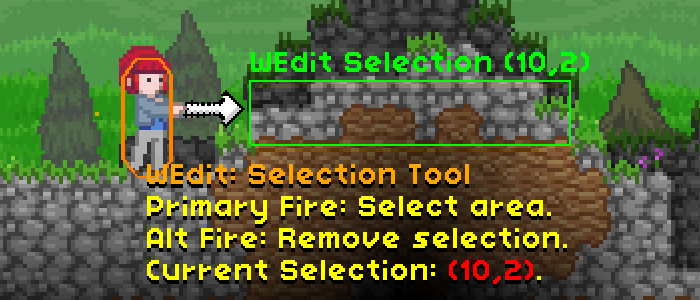 WEdit Selection (10,2)
WEdit: Selection Tool
Primary Fire: Select area.
Alt Fire: Remove selection.
Current Selection: (10,2).